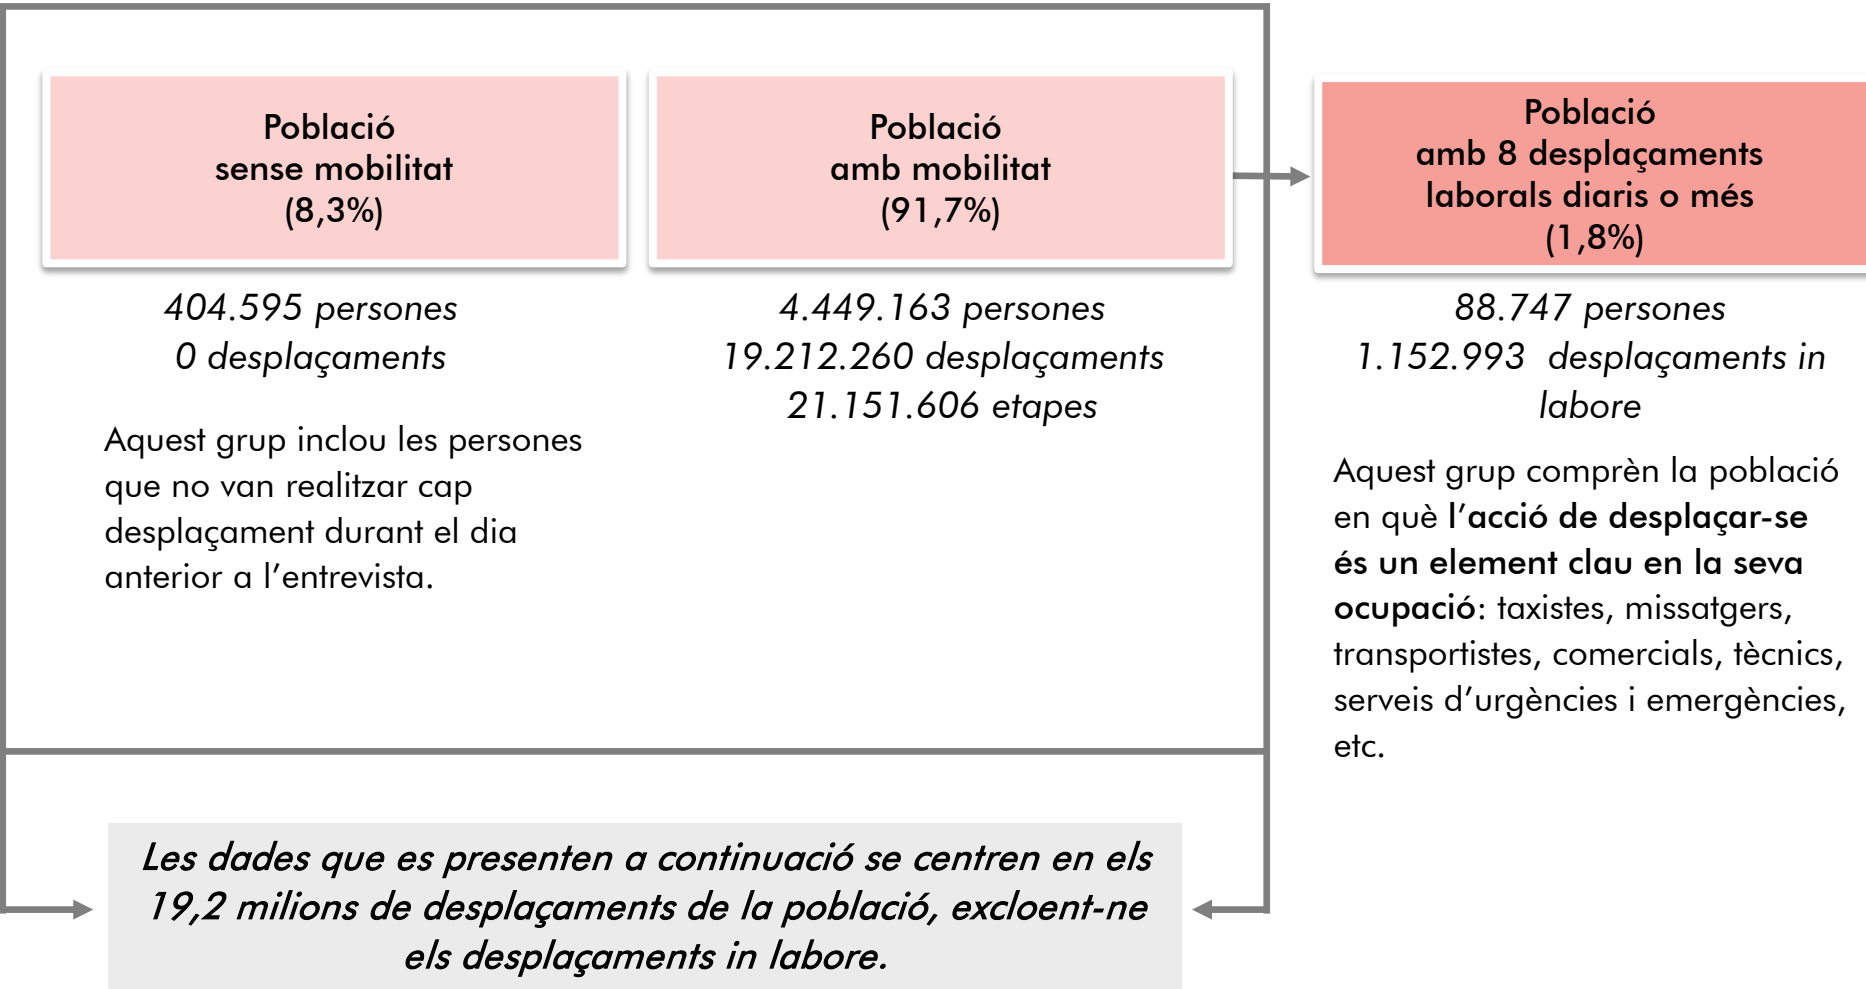 Població
sense mobilitat
(8,3%)
404.595 persones
0 desplaçaments
Aquest grup inclou les persones
que no van realitzar cap
desplaçament durant el dia
anterior a l’entrevista.
Població
amb mobilitat
(91,7%)
4.449.163 persones
19.212.260 desplaçaments
21.151.606 etapes
Població
amb 8 desplaçaments
laborals diaris o més
(1,8%)
88.747 persones
1.152.993 desplaçaments in
labore
Aquest grup comprèn la població
en què l’acció de desplaçar-se
és un element clau en la seva
ocupació: taxistes, missatgers,
transportistes, comercials, tècnics,
serveis d’urgències i emergències,
etc.
Les dades que es presenten a continuació se centren en els
19,2 milions de desplaçaments de la població, excloent-ne
els desplaçaments in labore.